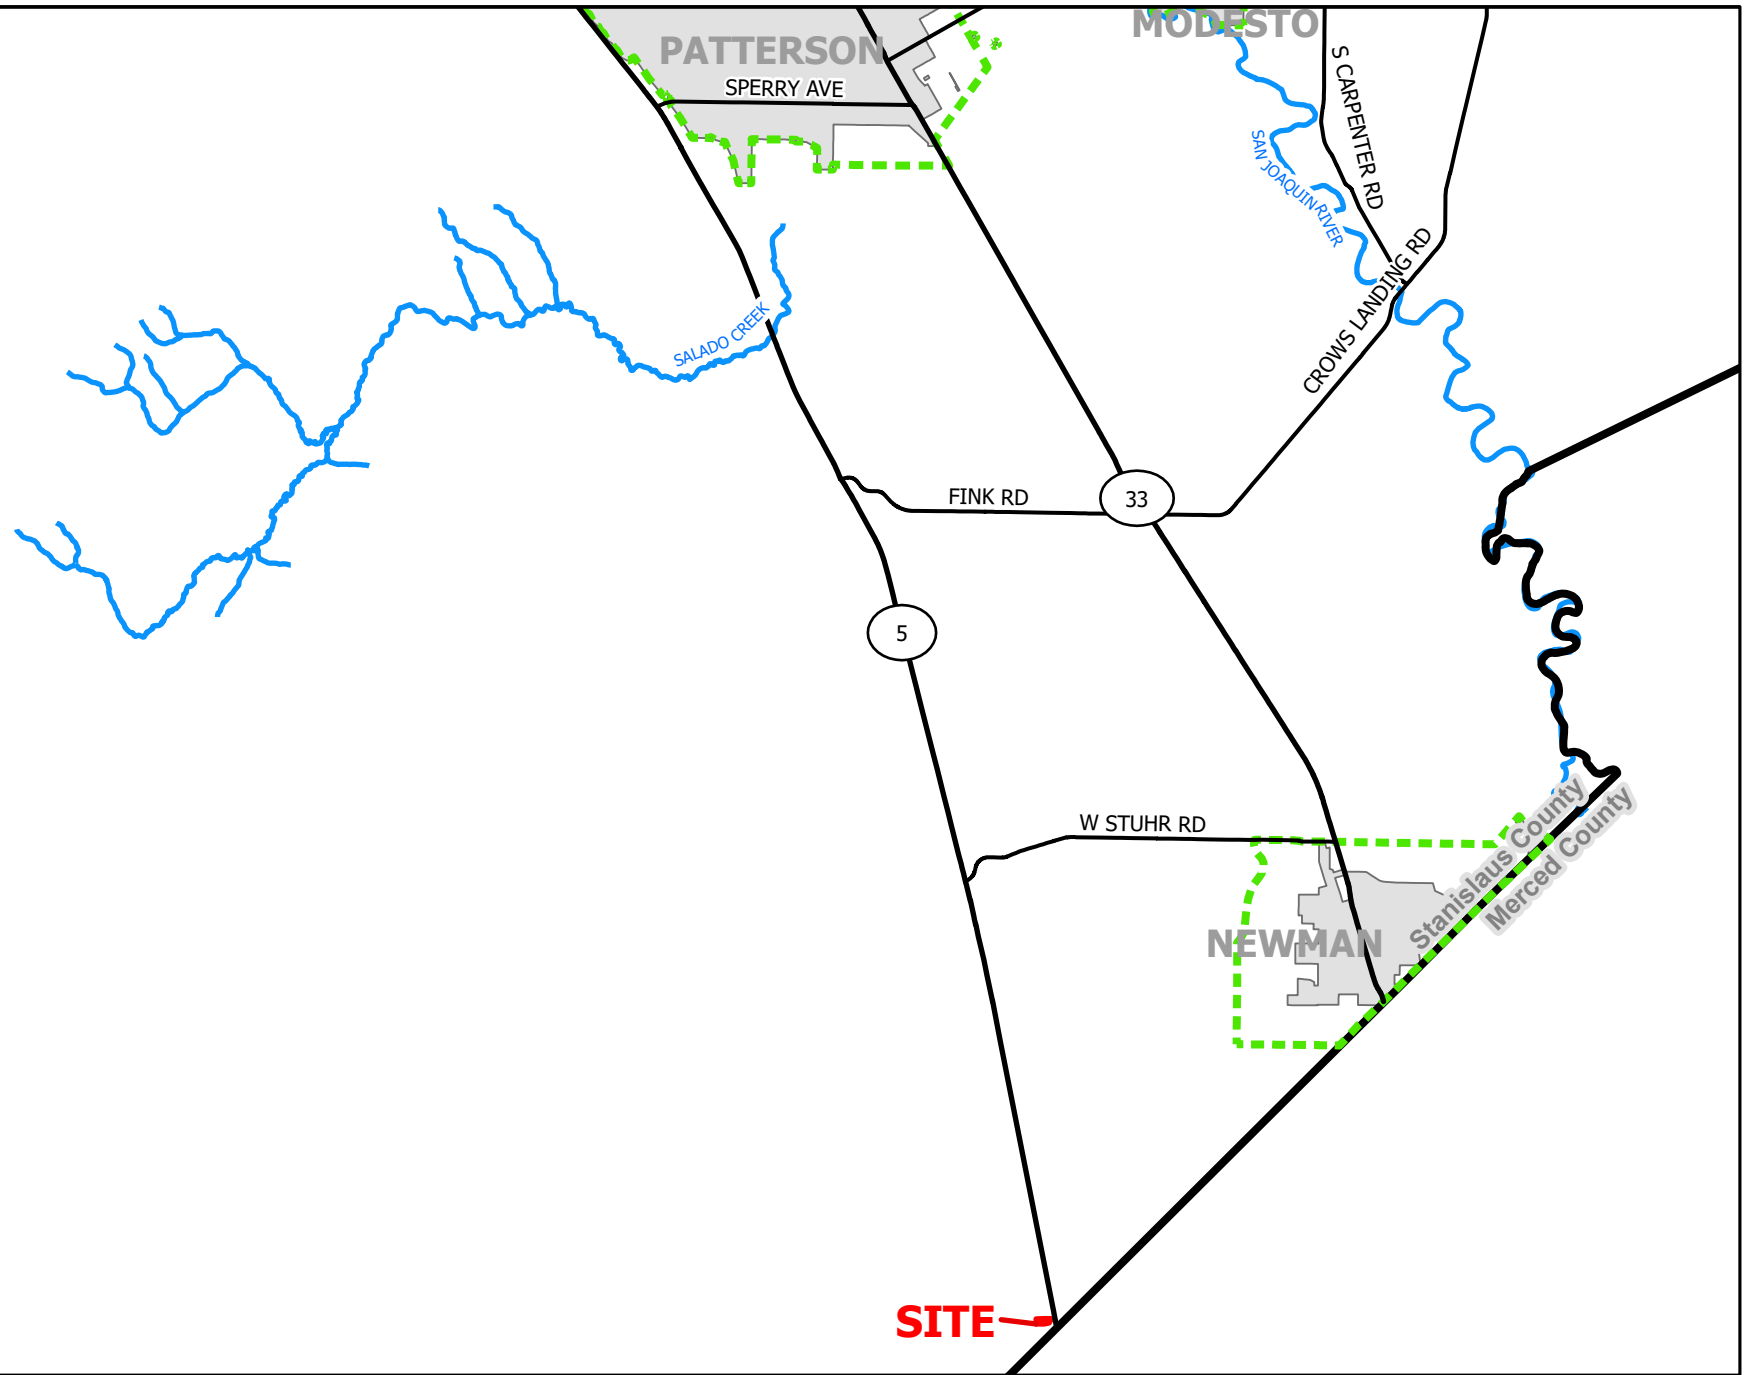 MODESTO
PATTERSON
SPERRY AVE
S CARPENTER RD
SAN JOAQUIN RIVER
CROWS LANDING RD
SALADO CREEK
FINK RD
33
5
W STUHR RD
Stanislaus County
Merced County
NEWMAN
SITE